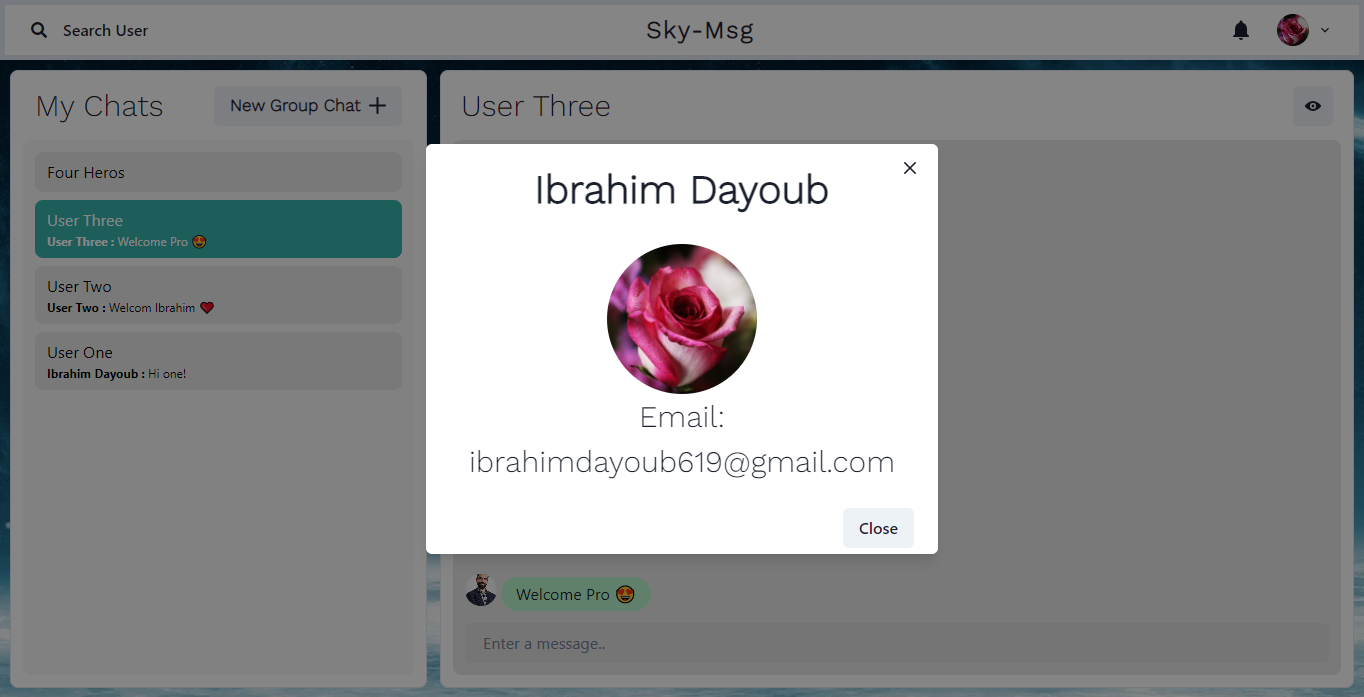 Search User
Sky-Msg
My Chats
New Group Chat +
Four Heros
User Three
User Three : Welcome Pro 😍
User Two
User Two : Welcom Ibrahim ❤️
User One
Ibrahim Dayoub : Hi one!
User Three
Ibrahim Dayoub
Email:
ibrahimdayoub619@gmail.com
Close
Welcome Pro 😍
Enter a message..